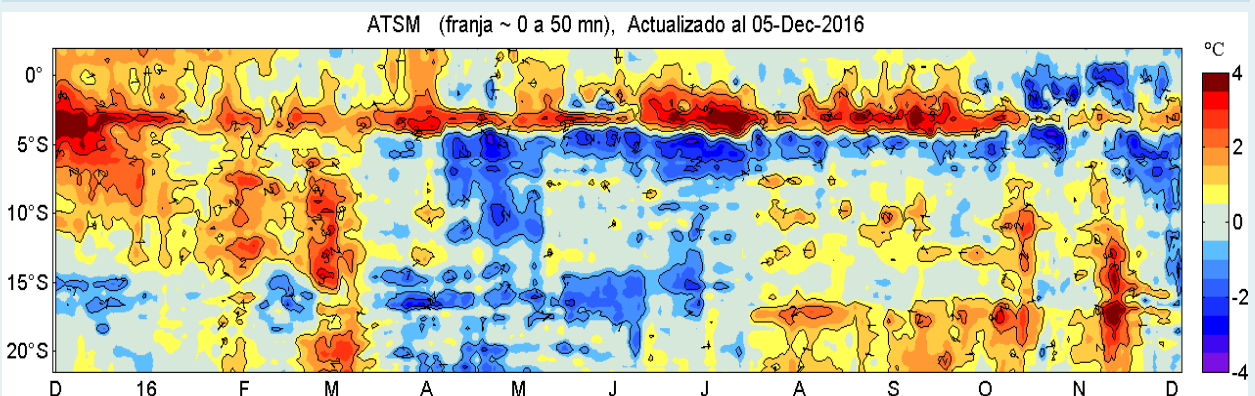 ATSM (franja ~ 0 a 50 mn), Actualizado al 05-Dec-2016
°C
0°
5°S
10°S
15°S
20°S
4
2
0
-2
-4
D 16 F M A M J J A S O N D